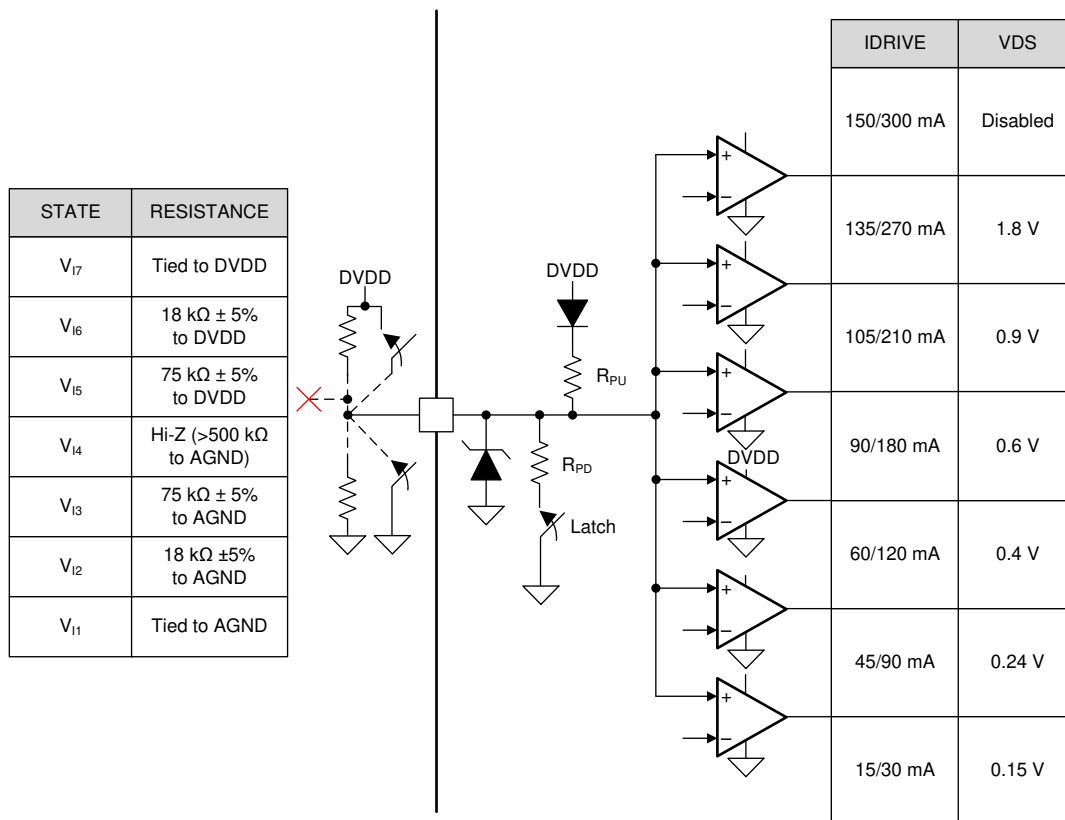 STATE RESISTANCE
V_I7 Tied to DVDD
V_I6 18 kΩ ± 5%
to DVDD
V_I5 75 kΩ ± 5%
to DVDD
V_I4 Hi-Z (>500 kΩ
to AGND)
V_I3 75 kΩ ± 5%
to AGND
V_I2 18 kΩ ±5%
to AGND
V_I1 Tied to AGND
DVDD
DVDD
R_PU
R_PD
Latch
+
−
+
−
+
−
DVDD
+
−
+
−
+
−
IDRIVE VDS
150/300 mA Disabled
135/270 mA 1.8 V
105/210 mA 0.9 V
90/180 mA 0.6 V
60/120 mA 0.4 V
45/90 mA 0.24 V
15/30 mA 0.15 V